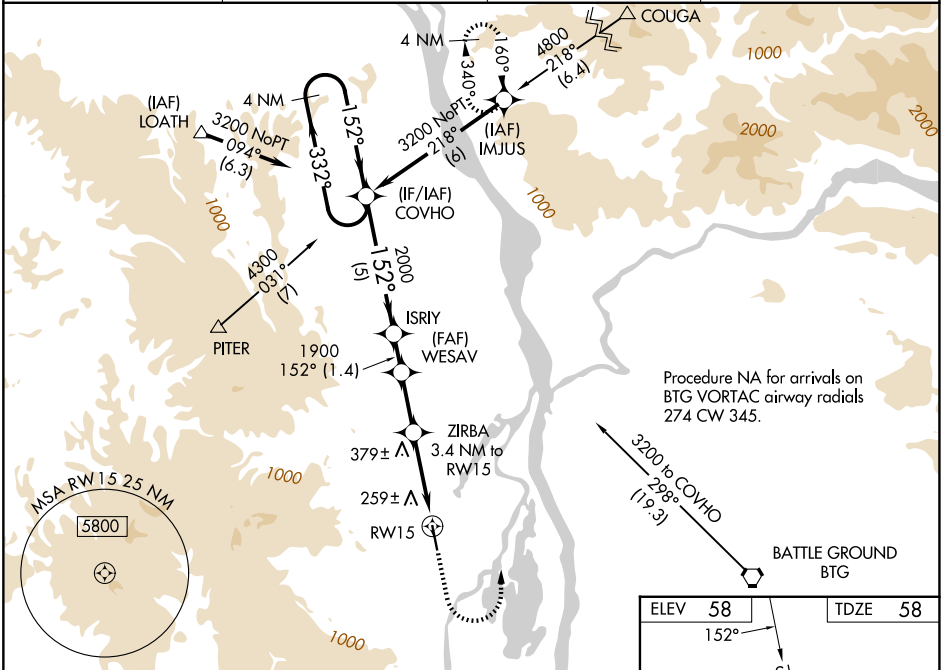 COUGA
4 NM
160°
340°
4800
218°
(6.4)
1000
2000
2000
(IAF)
IMJUS
3200 NoPT
218°
(6)
4 NM
152°
332°
(IAF)
LOATH
3200 NoPT
094°
(6.3)
(IF/IAF)
COVHO
1000
1000
4300
031°
(7)
PITER
2000
152°
(5)
ISRIY
(FAF)
WESAV
1900
152° (1.4)
ZIRBA
3.4 NM to
RW15
379±
259±
RW15
1000
1000
Procedure NA for arrivals on
BTG VORTAC airway radials
274 CW 345.
3200 to COVHO
298°
(19.3)
BATTLE GROUND
BTG
MSA RW 15 25 NM
5800
ELEV 58
TDZE 58
152°